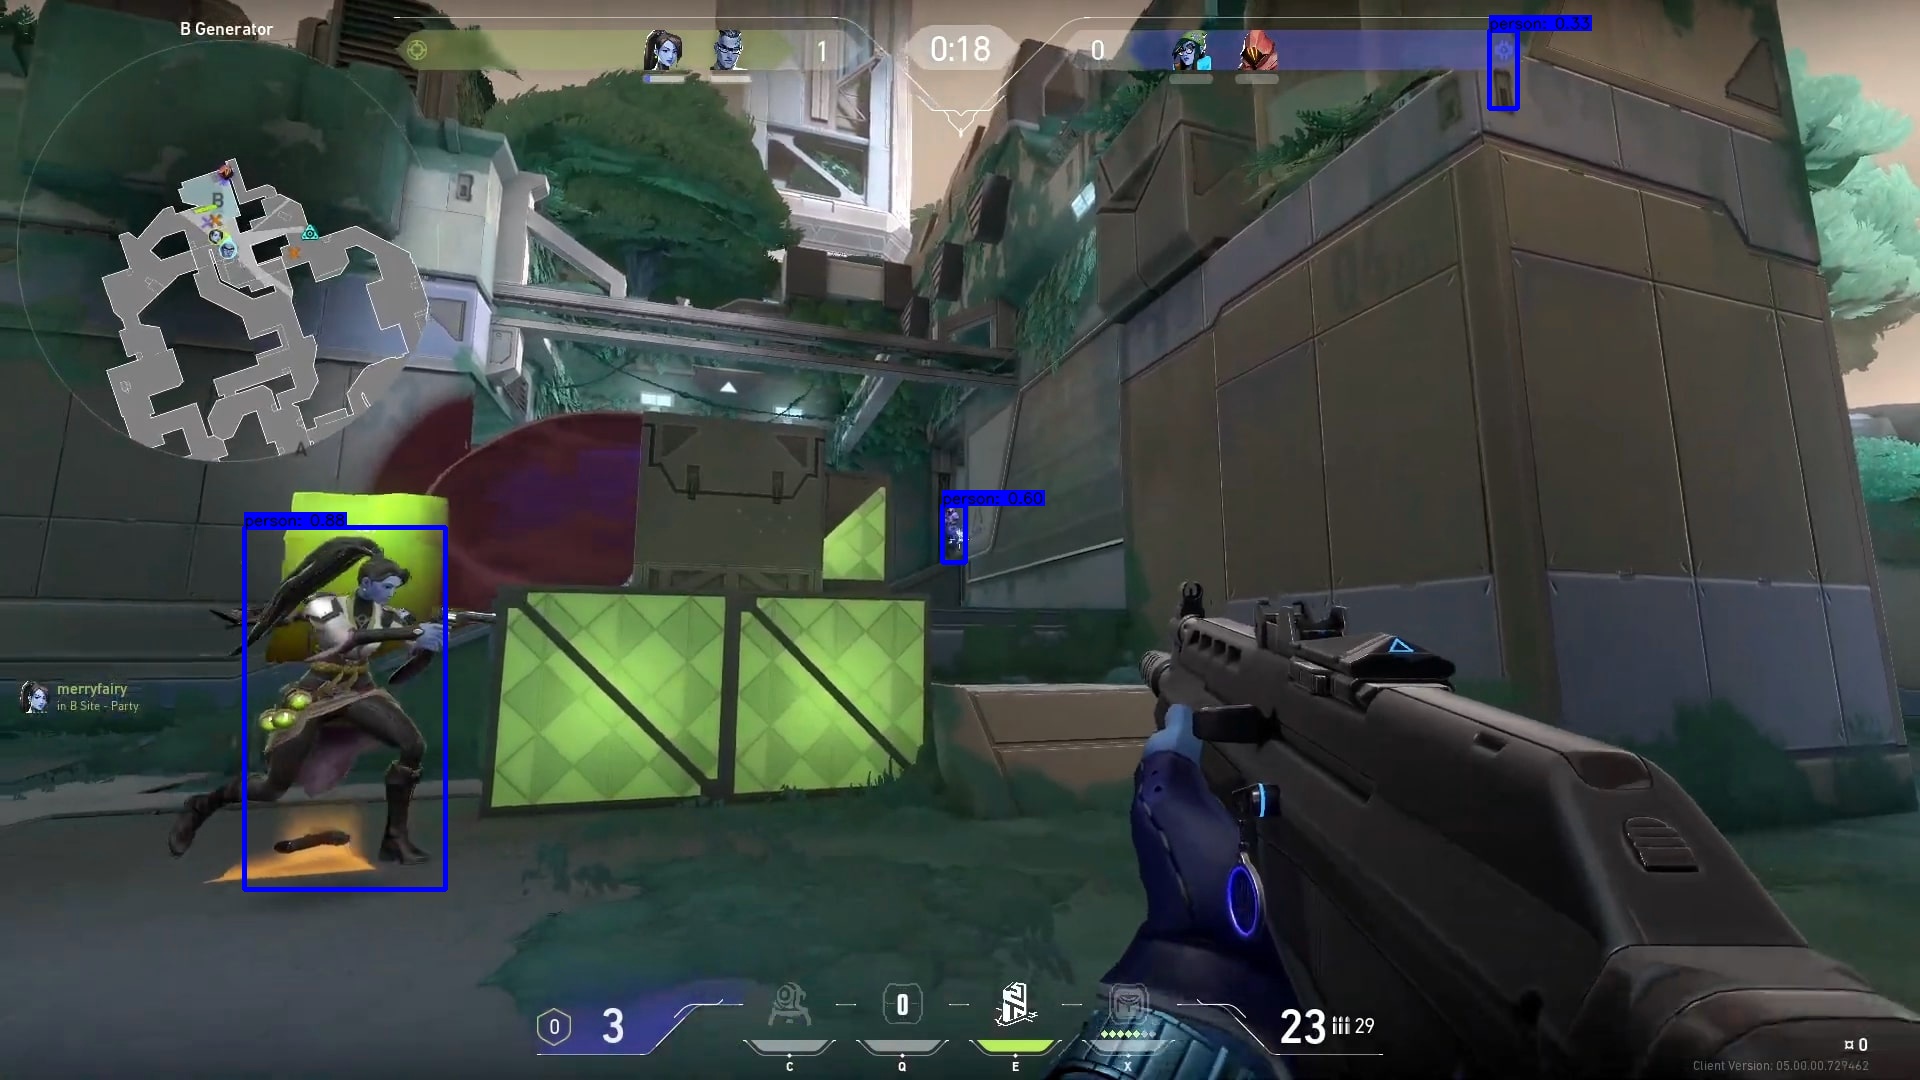 B Generator
1
0:18
0
person: 0.33
B
A
person: 0.60
person: 0.88
merryfairy
in B Site - Party
0
3
0
23
29
C
Q
E
X
¤ 0
Client Version: 05.00.00.729462